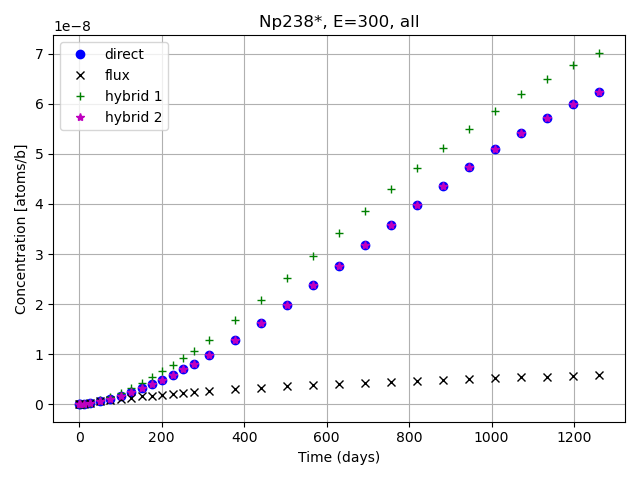 Np238*, E=300, all
1e−8
direct
flux
hybrid 1
hybrid 2
7
6
5
4
3
2
1
0
Concentration [atoms/b]
0 200 400 600 800 1000 1200
Time (days)